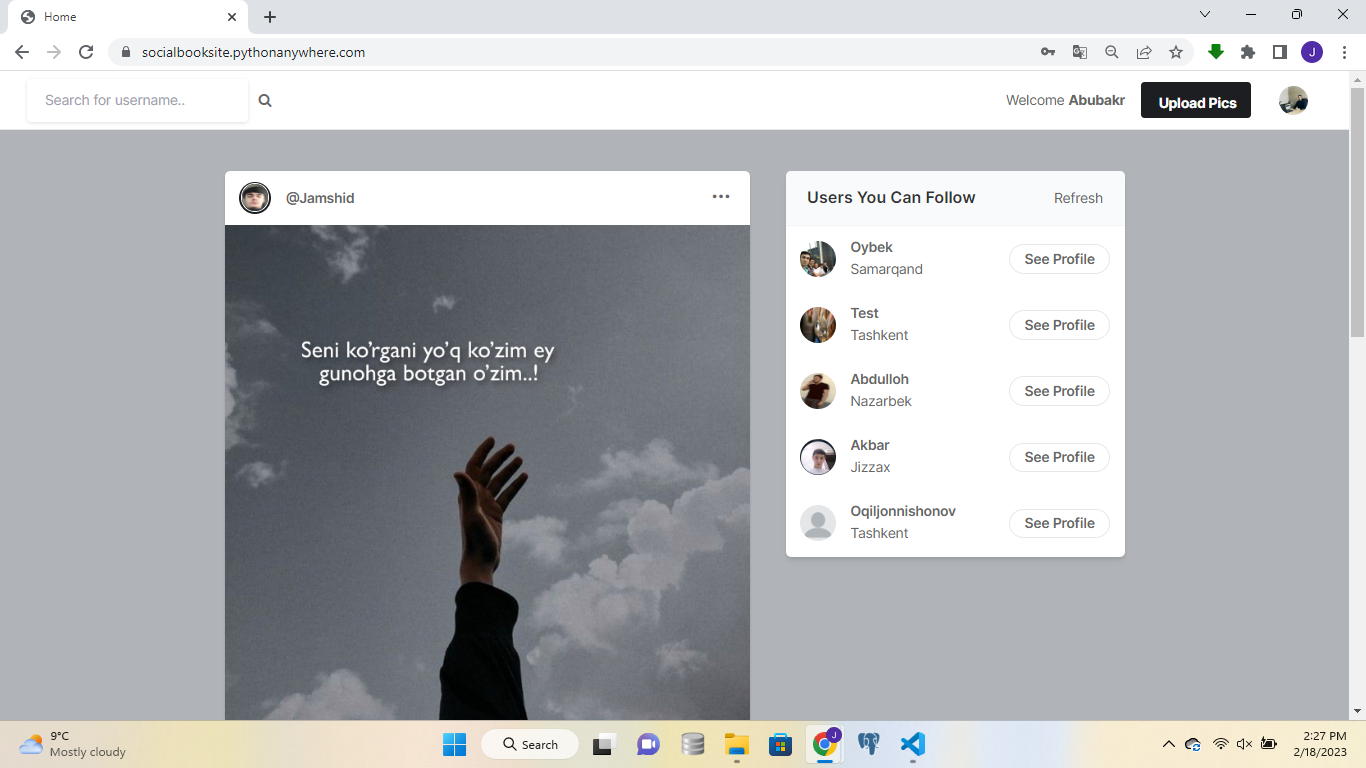 Home
socialbooksite.pythonanywhere.com
J
Search for username..
Welcome Abubakr
Upload Pics
@Jamshid
Seni ko’rgani yo’q ko’zim ey
gunohga botgan o’zim..!
Users You Can Follow
Refresh
Oybek
Samarqand
See Profile
Test
Tashkent
See Profile
Abdulloh
Nazarbek
See Profile
Akbar
Jizzax
See Profile
Oqiljonnishonov
Tashkent
See Profile
9°C
Mostly cloudy
Search
J
2:27 PM
2/18/2023